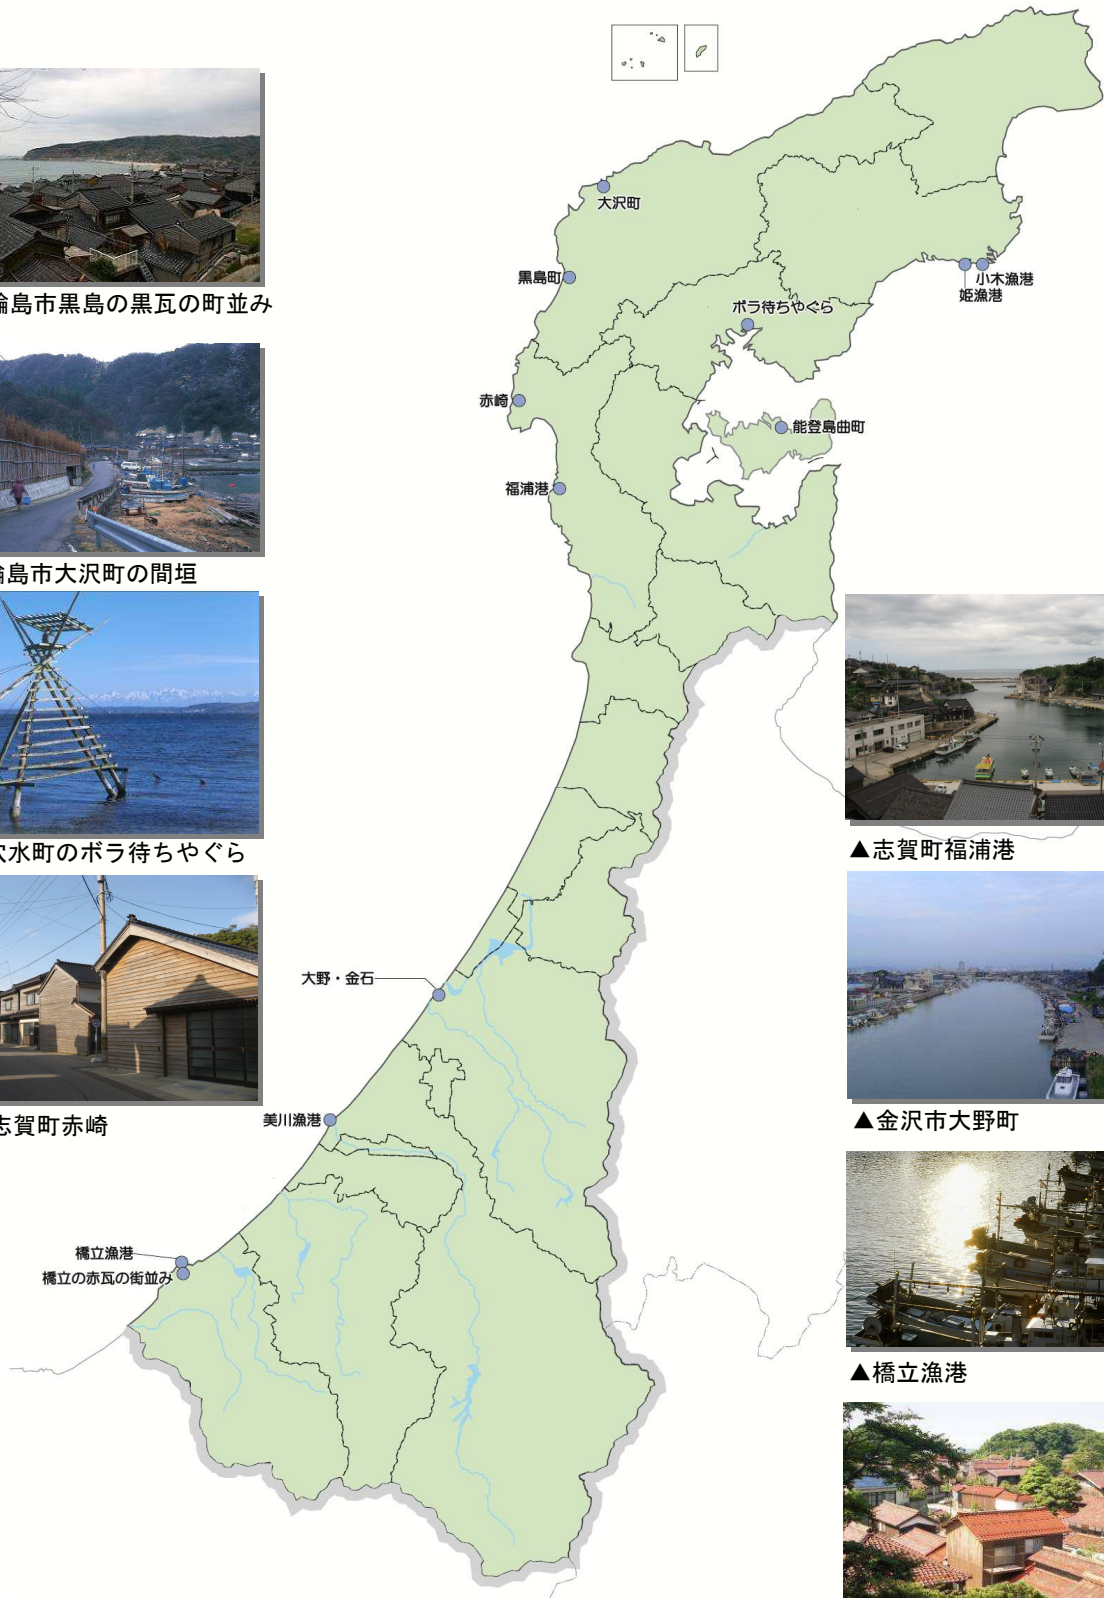 大沢町
黒島町
小木漁港
姫漁港
ボラ待ちやぐら
赤崎
能登島曲町
福浦港
大野・金石
美川漁港
橋立漁港
橋立の赤瓦の街並み
輪島市黒島の黒瓦の町並み
輪島市大沢町の間垣
穴水町のボラ待ちやぐら
志賀町赤崎
▲志賀町福浦港
▲金沢市大野町
▲橋立漁港